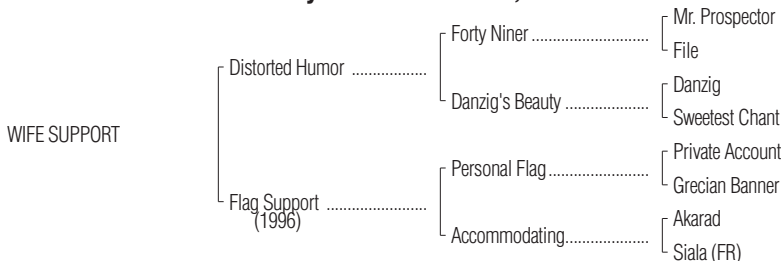 Mr. Prospector
Forty Niner ............................
File
Distorted Humor ..................
Danzig
Danzig's Beauty ....................
Sweetest Chant
WIFE SUPPORT
Private Account
Personal Flag........................
Grecian Banner
Flag Support ........................
(1996)
Akarad
Accommodating....................
Siala (FR)